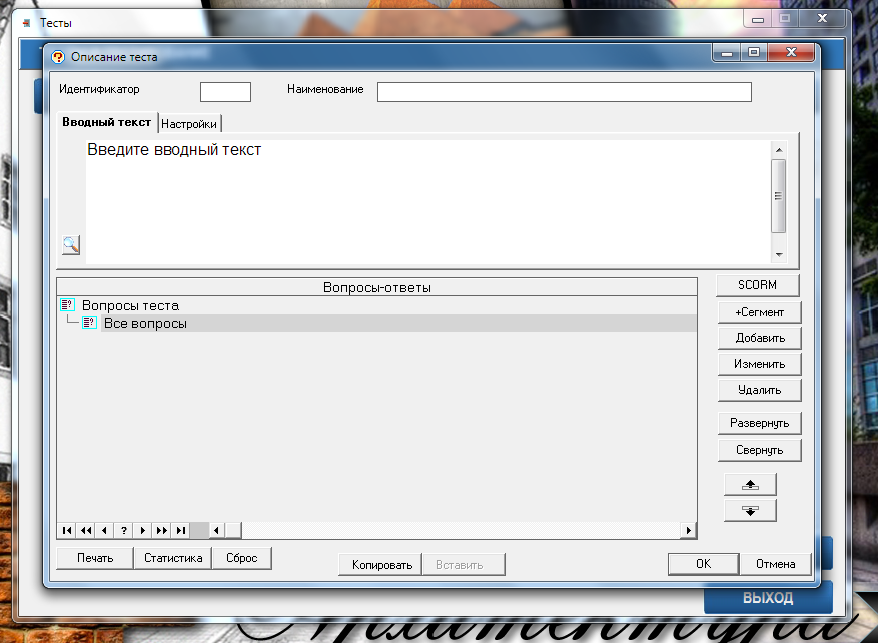 Тесты
Описание теста
Идентификатор
Наименование
Вводный текст
Настройки
Введите вводный текст
Вопросы-ответы
Вопросы теста
Все вопросы
SCORM
+Сегмент
Добавить
Изменить
Удалить
Развернуть
Свернуть
Печать
Статистика
Сброс
Копировать
Вставить
OK
Отмена
ВЫХОД